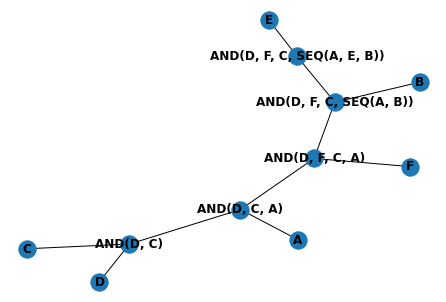 E
AND(D, F, C, SEQ(A, E, B))
B
AND(D, F, C, SEQ(A, B))
AND(D, F, C, A)
F
AND(D, C, A)
A
AND(D, C)
C
D